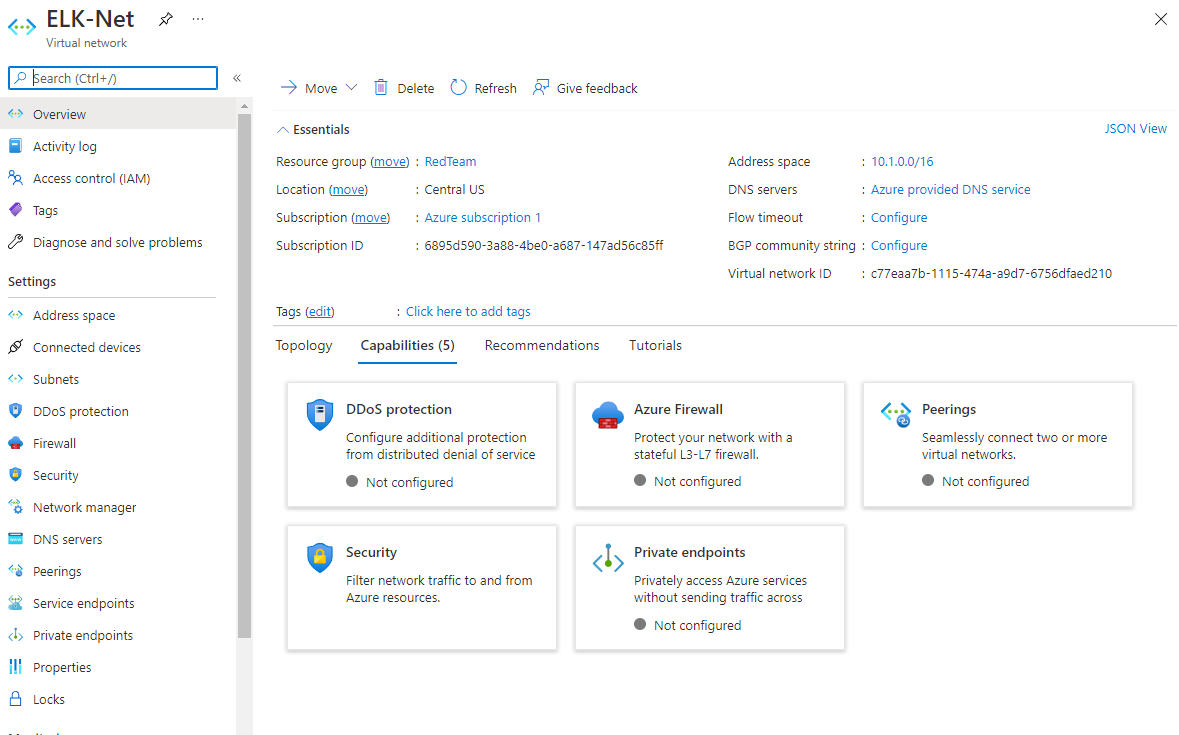 ELK-Net
Virtual network
Search (Ctrl+/)
Overview
Activity log
Access control (IAM)
Tags
Diagnose and solve problems
Settings
Address space
Connected devices
Subnets
DDoS protection
Firewall
Security
Network manager
DNS servers
Peerings
Service endpoints
Private endpoints
Properties
Locks
Move
Delete
Refresh
Give feedback
Essentials
JSON View
Resource group (move) : RedTeam
Location (move) : Central US
Subscription (move) : Azure subscription 1
Subscription ID : 6895d590-3a88-4be0-a687-147ad56c85ff
Address space : 10.1.0.0/16
DNS servers : Azure provided DNS service
Flow timeout : Configure
BGP community string : Configure
Virtual network ID : c77eaa7b-1115-474a-a9d7-6756dfaed210
Tags (edit) : Click here to add tags
Topology
Capabilities (5)
Recommendations
Tutorials
DDoS protection
Configure additional protection
from distributed denial of service
Not configured
Azure Firewall
Protect your network with a
stateful L3-L7 firewall.
Not configured
Peerings
Seamlessly connect two or more
virtual networks.
Not configured
Security
Filter network traffic to and from
Azure resources.
Private endpoints
Privately access Azure services
without sending traffic across
Not configured